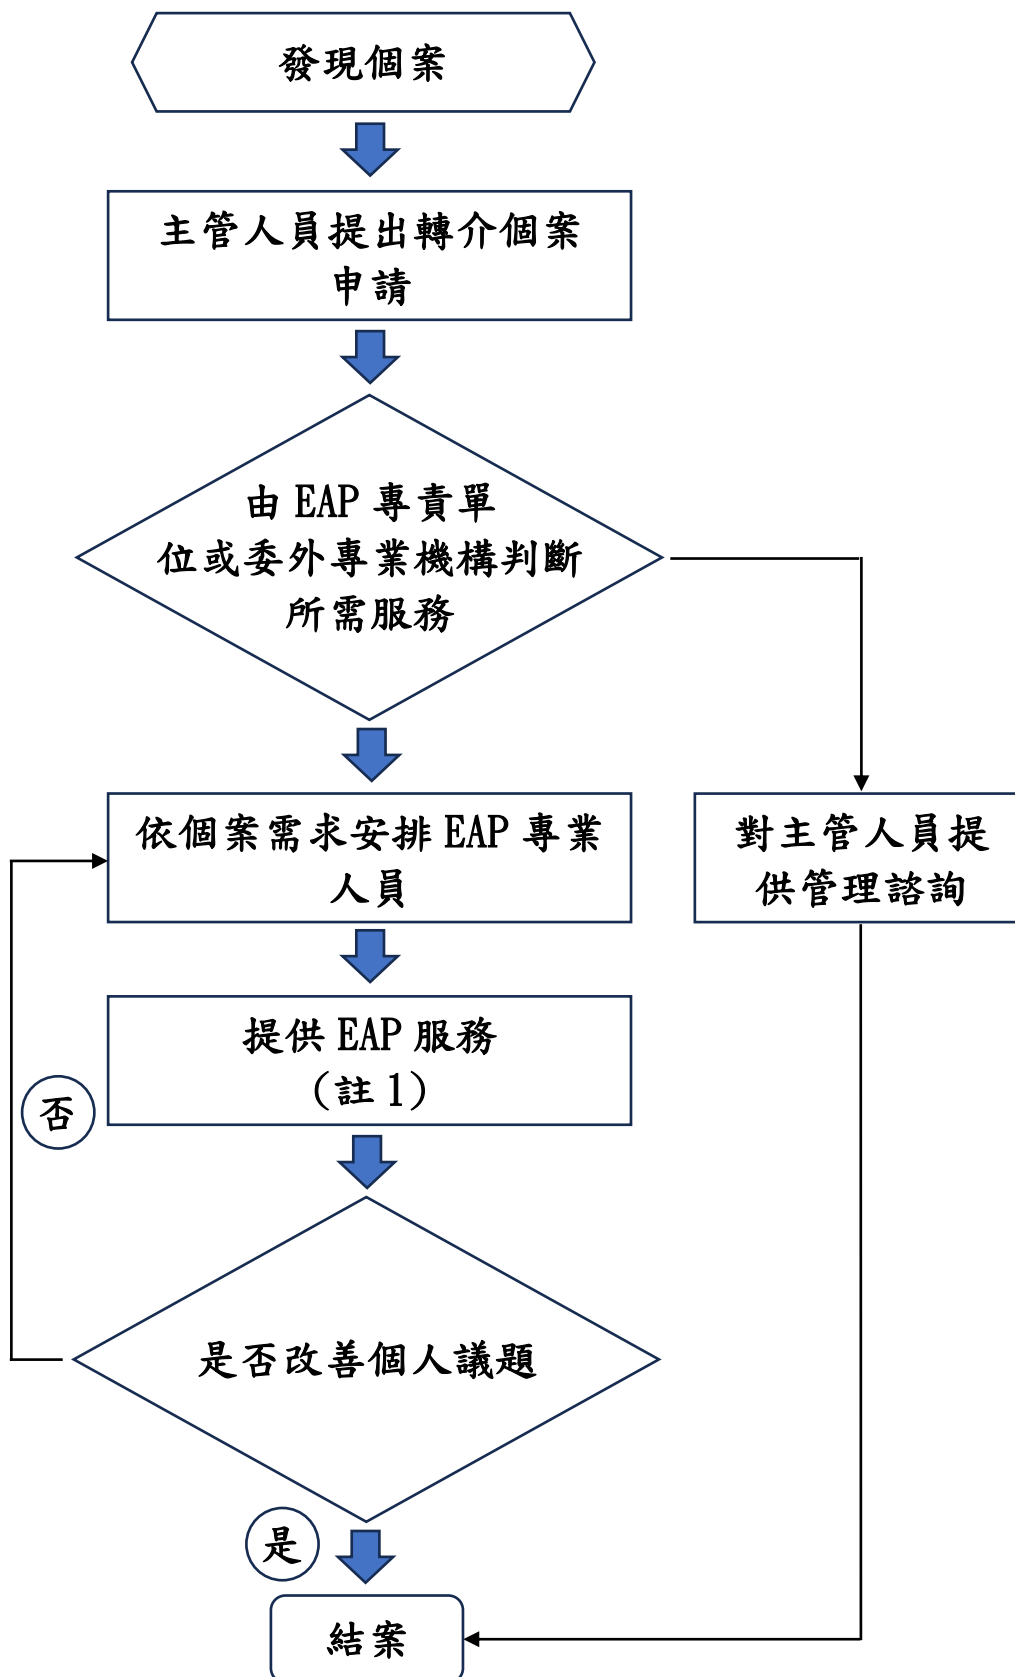 發現個案
主管人員提出轉介個案
申請
由 EAP 專責單
位或委外專業機構判斷
所需服務
依個案需求安排 EAP 專業
人員
對主管人員提
供管理諮詢
提供 EAP 服務
（註 1）
否
是否改善個人議題
是
結案